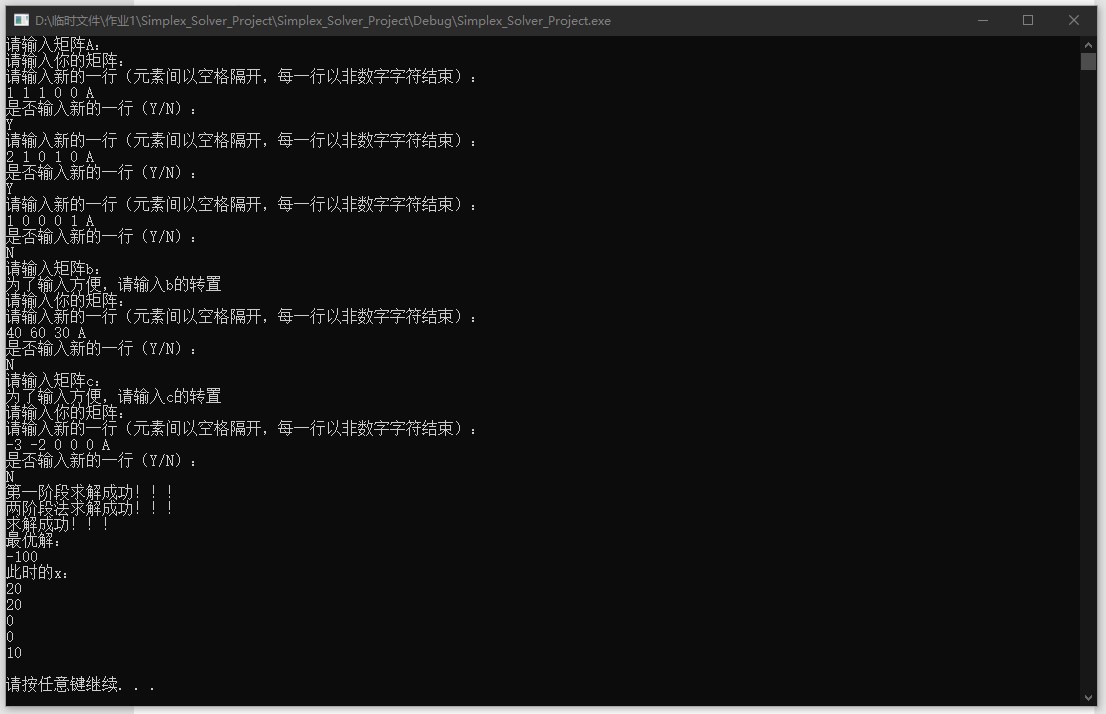 D:\临时文件\作业1\Simplex_Solver_Project\Simplex_Solver_Project\Debug\Simplex_Solver_Project.exe
请输入矩阵A:
请输入你的矩阵:
请输入新的一行（元素间以空格隔开，每一行以非数字字符结束）:
1 1 1 0 0 A
是否输入新的一行（Y/N）:
Y
请输入新的一行（元素间以空格隔开，每一行以非数字字符结束）:
2 1 0 1 0 A
是否输入新的一行（Y/N）:
Y
请输入新的一行（元素间以空格隔开，每一行以非数字字符结束）:
1 0 0 0 1 A
是否输入新的一行（Y/N）:
N
请输入矩阵b:
为了输入方便，请输入b的转置
请输入你的矩阵:
请输入新的一行（元素间以空格隔开，每一行以非数字字符结束）:
40 60 30 A
是否输入新的一行（Y/N）:
N
请输入矩阵c:
为了输入方便，请输入c的转置
请输入你的矩阵:
请输入新的一行（元素间以空格隔开，每一行以非数字字符结束）:
-3 -2 0 0 0 A
是否输入新的一行（Y/N）:
N
第一阶段求解成功！！！
两阶段法求解成功！！！
求解成功！！！
最优解:
-100
此时的x:
20
20
0
0
10
请按任意键继续. . .